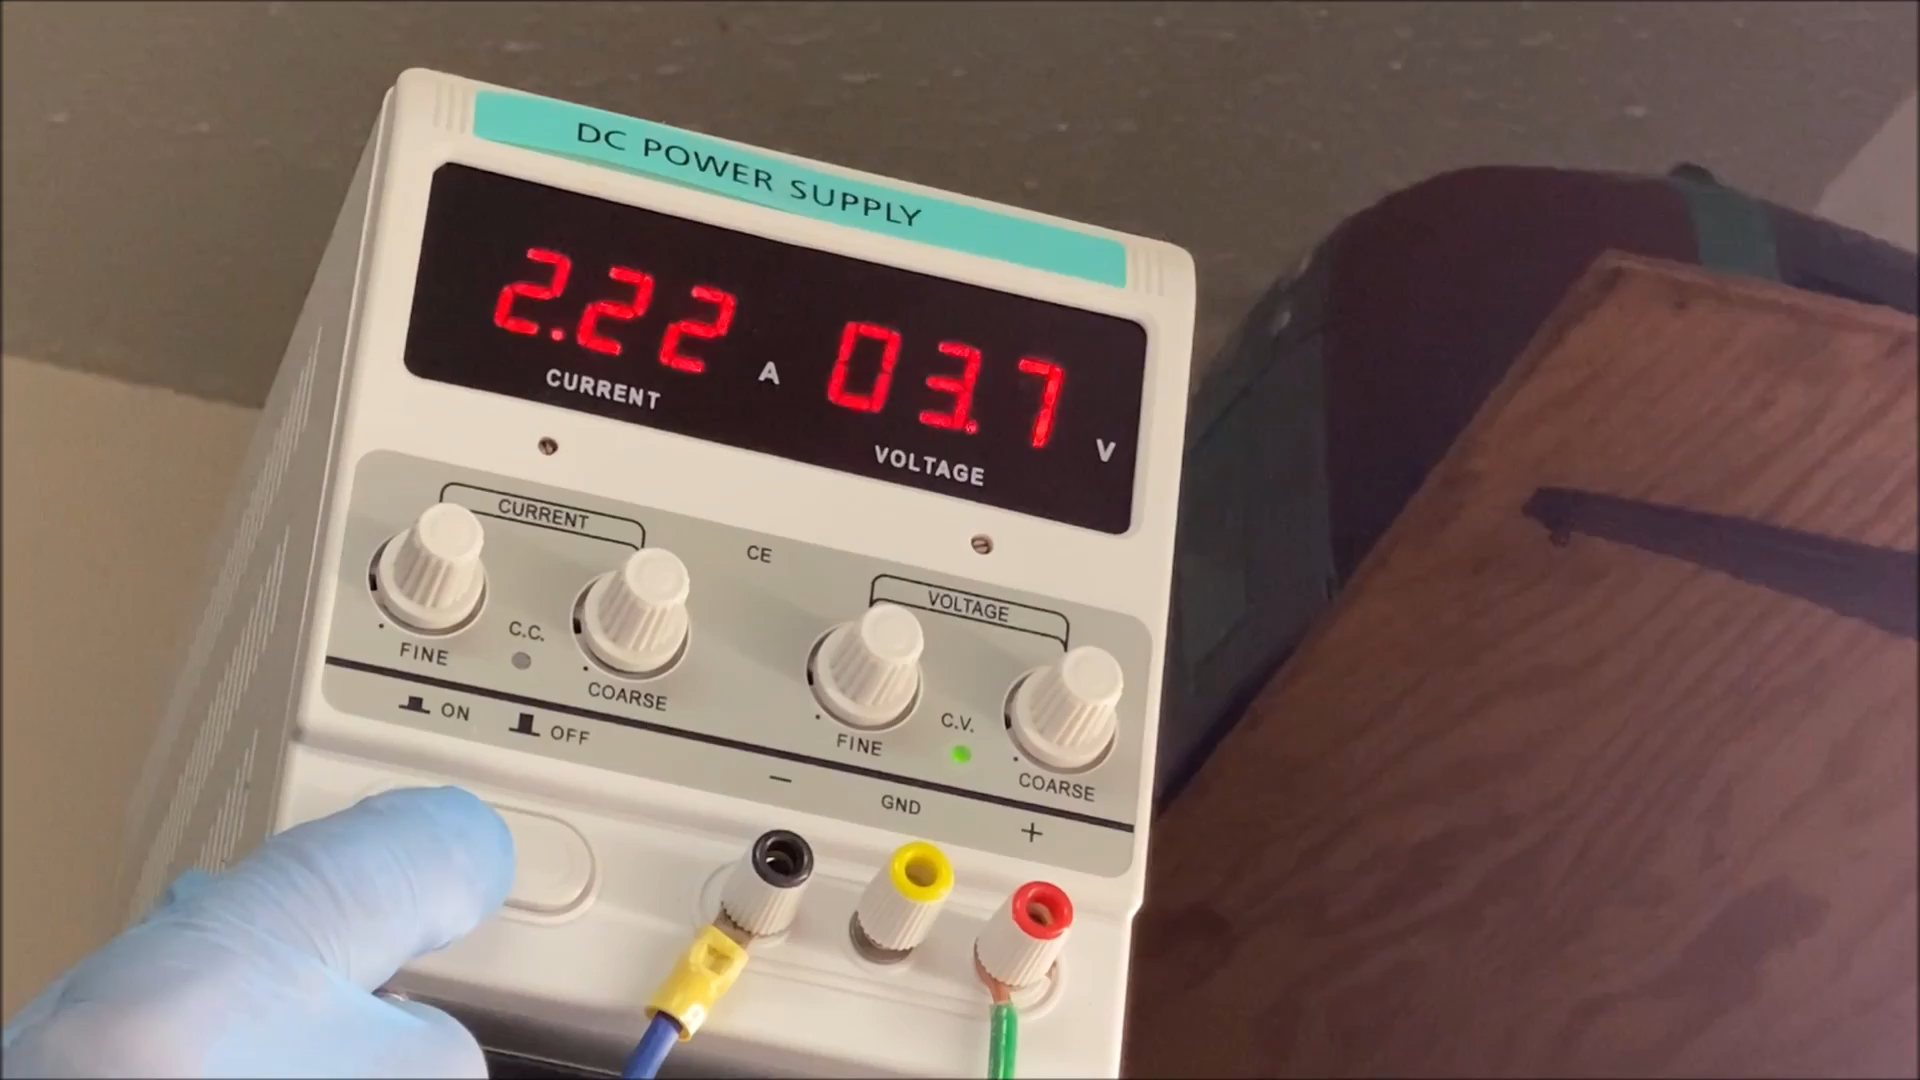 DC POWER SUPPLY
2.22 A 03.7 V
CURRENT
VOLTAGE
CURRENT
CE
VOLTAGE
C.C.
FINE
COARSE
C.V.
FINE
COARSE
ON
OFF
−
GND
+